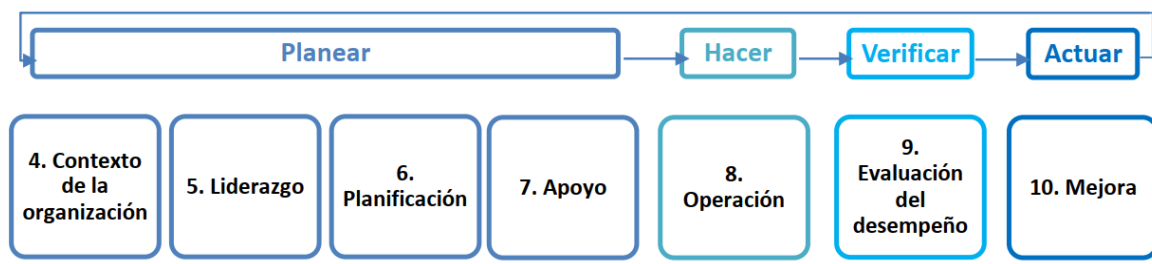 Planear
Hacer
Verificar
Actuar
4. Contexto
de la
organización
5. Liderazgo
6.
Planificación
7. Apoyo
8.
Operación
9.
Evaluación
del
desempeño
10. Mejora